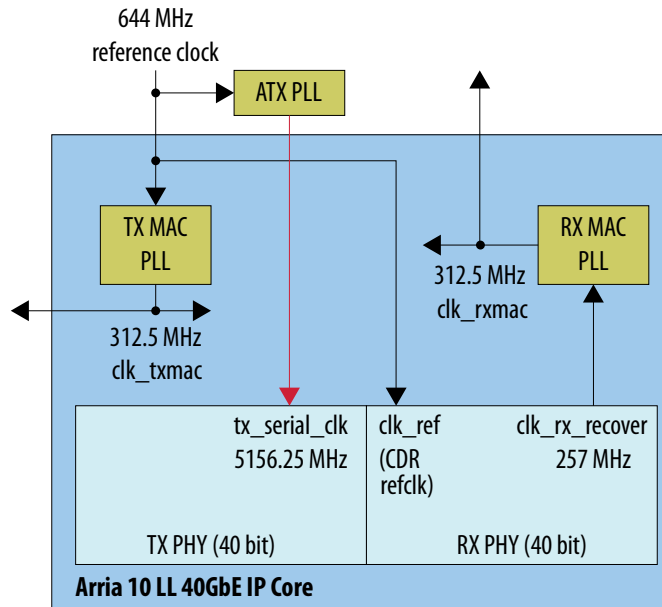 644 MHz
reference clock
ATX PLL
TX MAC
PLL
RX MAC
PLL
312.5 MHz
clk_rxmac
312.5 MHz
clk_txmac
tx_serial_clk
5156.25 MHz
clk_ref
(CDR
refclk)
clk_rx_recover
257 MHz
TX PHY (40 bit)
RX PHY (40 bit)
Arria 10 LL 40GbE IP Core